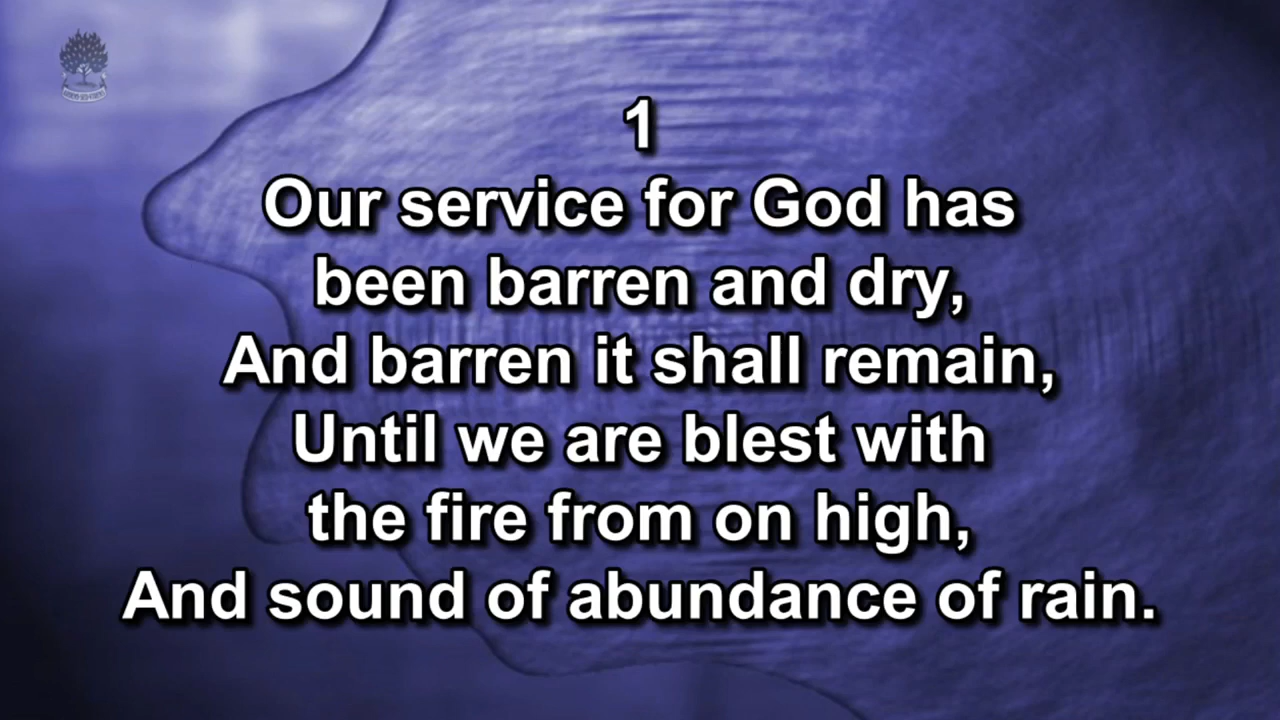 1
Our service for God has
been barren and dry,
And barren it shall remain,
Until we are blest with
the fire from on high,
And sound of abundance of rain.